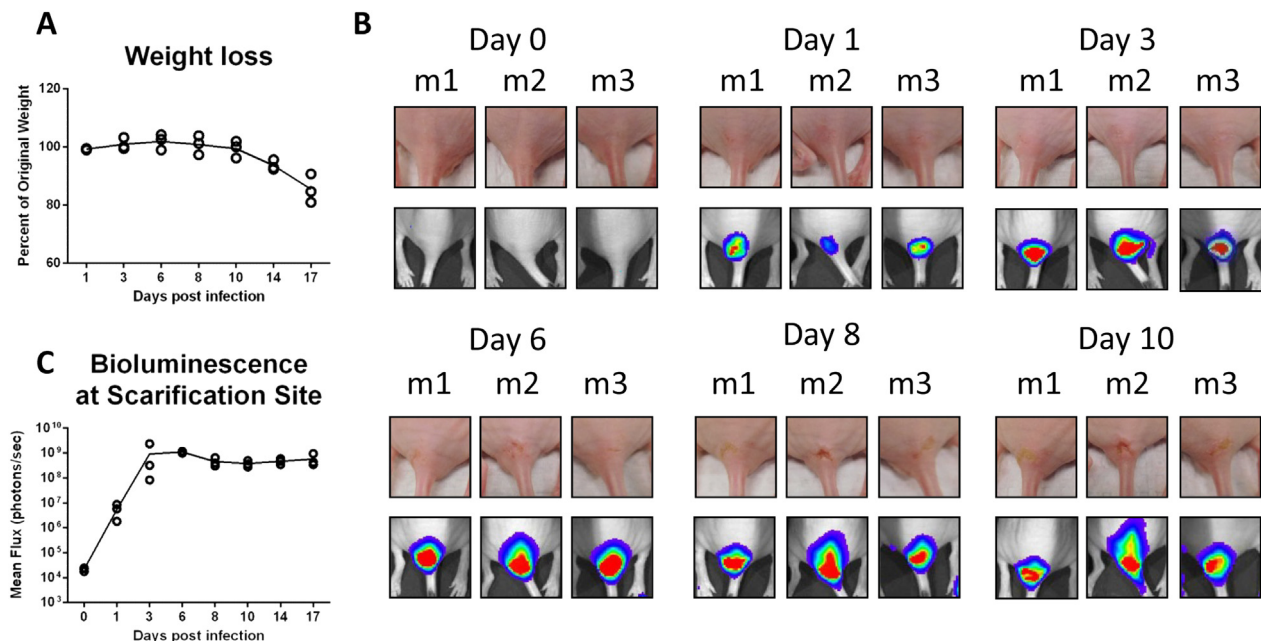 A
Weight loss
Percent of Original Weight
120
100
80
60
1 3 6 8 10 14 17
Days post infection
B
Day 0 Day 1 Day 3
m1 m2 m3 m1 m2 m3 m1 m2 m3
C
Bioluminescence
at Scarification Site
Mean Flux (photons/sec)
10^10
10^9
10^8
10^7
10^6
10^5
10^4
10^3
0 1 3 6 8 10 14 17
Days post infection
Day 6 Day 8 Day 10
m1 m2 m3 m1 m2 m3 m1 m2 m3